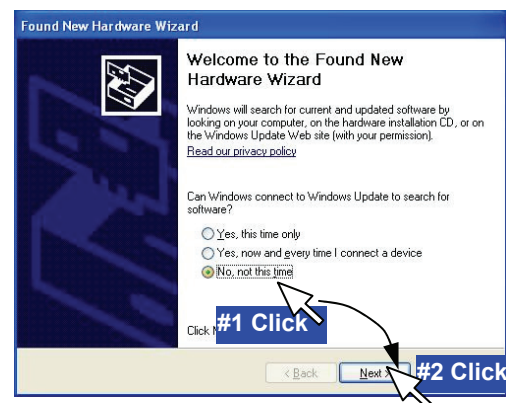 Found New Hardware Wizard
Welcome to the Found New
Hardware Wizard
Windows will search for current and updated software by
looking on your computer, on the hardware installation CD, or on
the Windows Update Web site (with your permission).
Read our privacy policy
Can Windows connect to Windows Update to search for
software?
Yes, this time only
Yes, now and every time I connect a device
No, not this time
#1 Click
Click
< Back
Next >
#2 Click